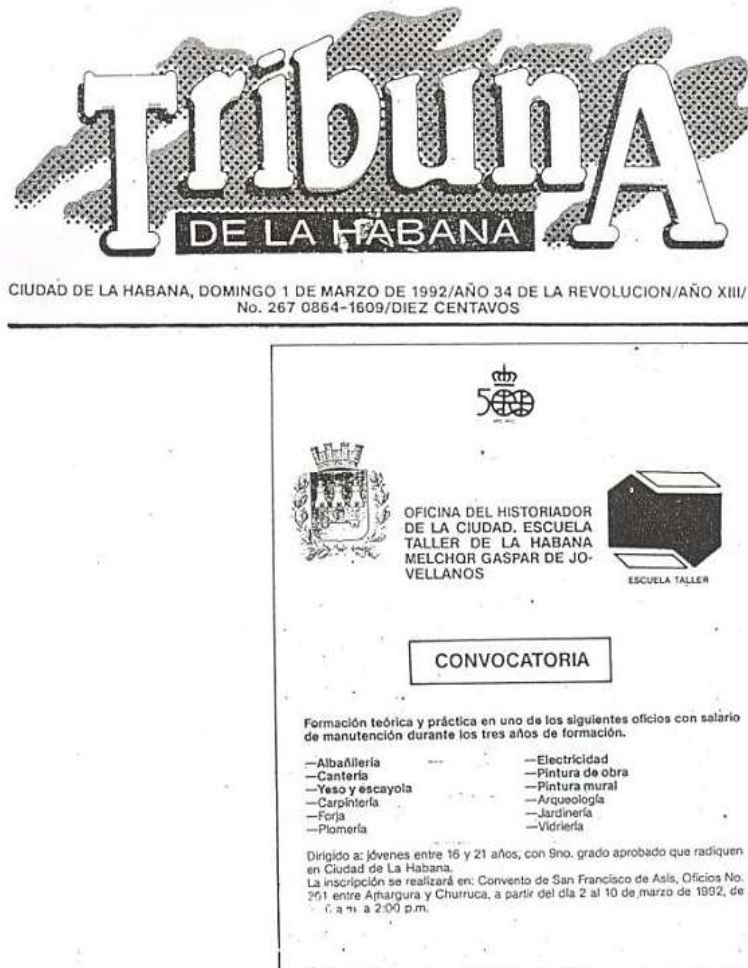 TribunA
DE LA HABANA
CIUDAD DE LA HABANA, DOMINGO 1 DE MARZO DE 1992/AÑO 34 DE LA REVOLUCION/AÑO XIII/
No. 267 0864-1609/DIEZ CENTAVOS
500
OFICINA DEL HISTORIADOR
DE LA CIUDAD. ESCUELA
TALLER DE LA HABANA
MELCHOR GASPAR DE JO-
VELLANOS
ESCUELA TALLER
CONVOCATORIA
Formación teórica y práctica en uno de los siguientes oficios con salario
de manutención durante los tres años de formación.
—Albañilería
—Cantería
—Yeso y escayola
—Carpintería
—Forja
—Plomería
—Electricidad
—Pintura de obra
—Pintura mural
—Arqueología
—Jardinería
—Vidriería
Dirigido a: jóvenes entre 16 y 21 años, con 9no. grado aprobado que radiquen
en Ciudad de La Habana.
La inscripción se realizará en: Convento de San Francisco de Asís, Oficios No.
201 entre Amargura y Churruca, a partir del día 2 al 10 de marzo de 1992, de
a.m. a 2:00 p.m.